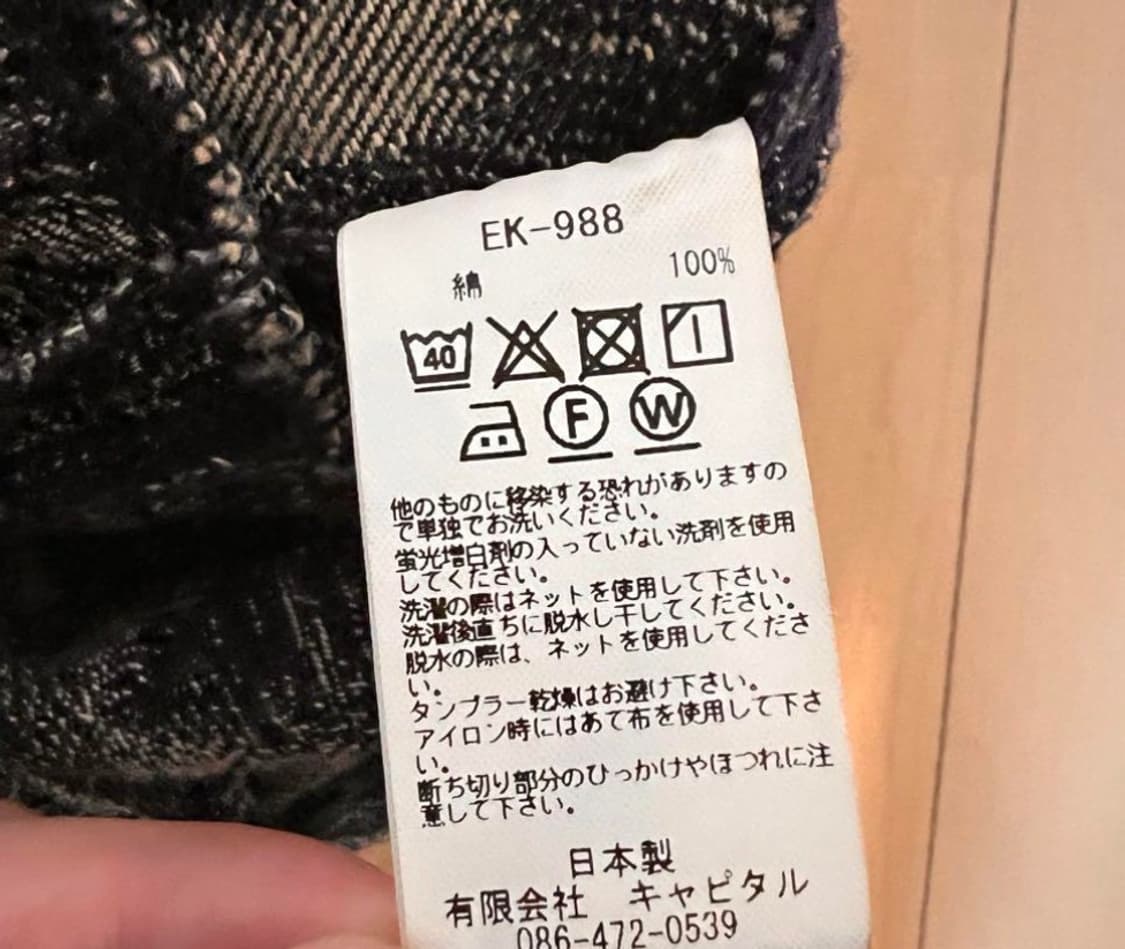 EK-988
綿 100%
40
F W
他のものに移染する恐れがありますの
で単独でお洗いください。
蛍光増白剤の入っていない洗剤を使用
してください。
洗濯の際はネットを使用して下さい。
洗濯後直ちに脱水し干してください。
脱水の際は、ネットを使用してくださ
い。
タンブラー乾燥はお避け下さい。
アイロン時にはあて布を使用して下さ
い。
断ち切り部分のひっかけやほつれに注
意して下さい。
日本製
有限会社 キャピタル
086-472-0539